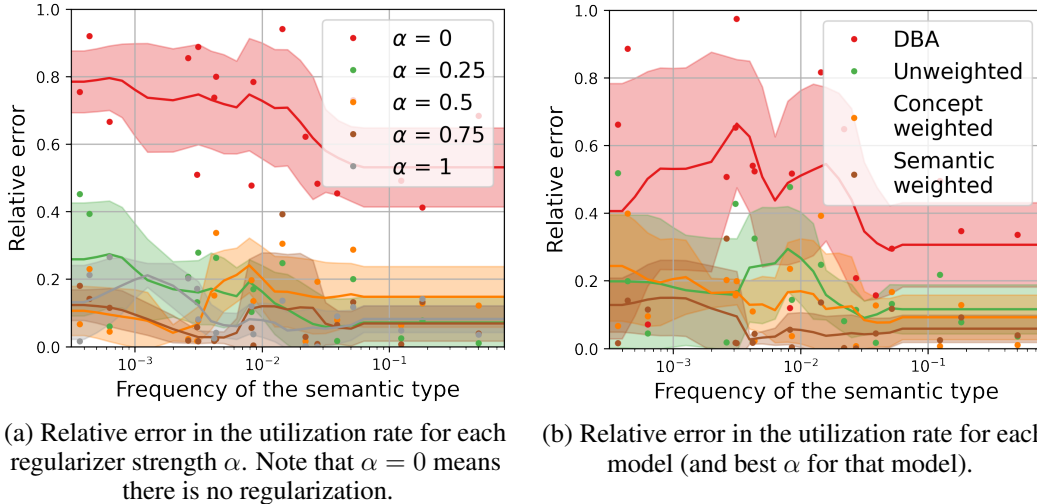 1.0
0.8
0.6
0.4
0.2
0.0
Relative error
10⁻³
10⁻²
10⁻¹
Frequency of the semantic type
α = 0
α = 0.25
α = 0.5
α = 0.75
α = 1
(a) Relative error in the utilization rate for each
regularizer strength α. Note that α = 0 means
there is no regularization.
1.0
0.8
0.6
0.4
0.2
0.0
Relative error
10⁻³
10⁻²
10⁻¹
Frequency of the semantic type
DBA
Unweighted
Concept
weighted
Semantic
weighted
(b) Relative error in the utilization rate for each
model (and best α for that model).